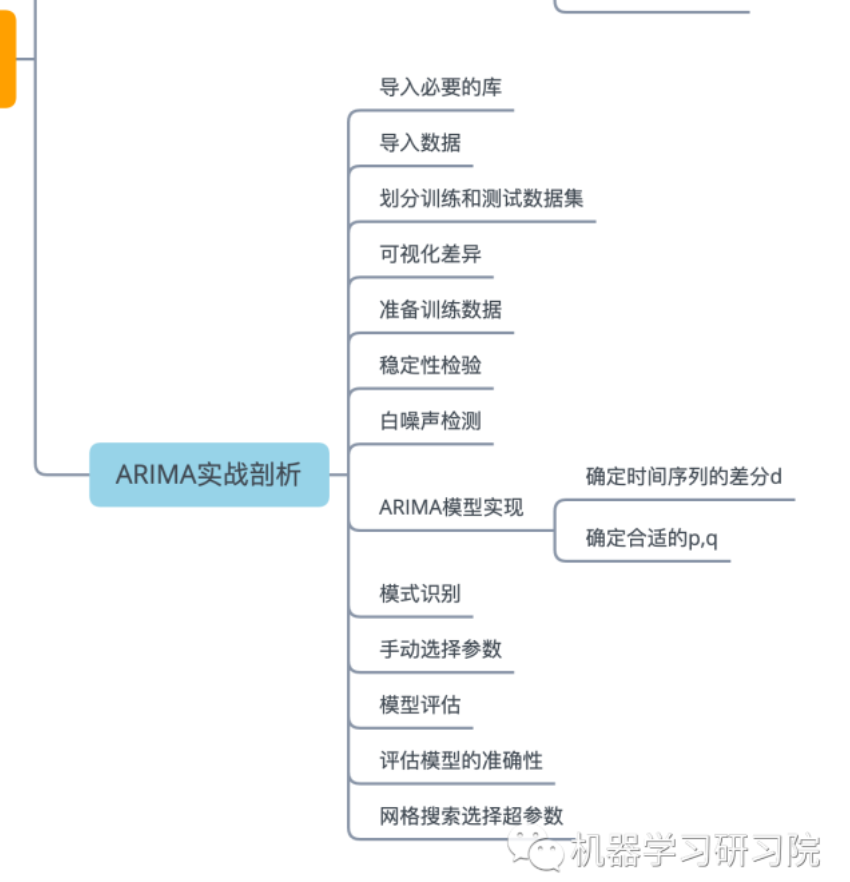 导入必要的库
导入数据
划分训练和测试数据集
可视化差异
准备训练数据
稳定性检验
白噪声检测
ARIMA实战剖析
ARIMA模型实现
确定时间序列的差分d
确定合适的p,q
模式识别
手动选择参数
模型评估
评估模型的准确性
网格搜索选择超参数
机器学习研习院